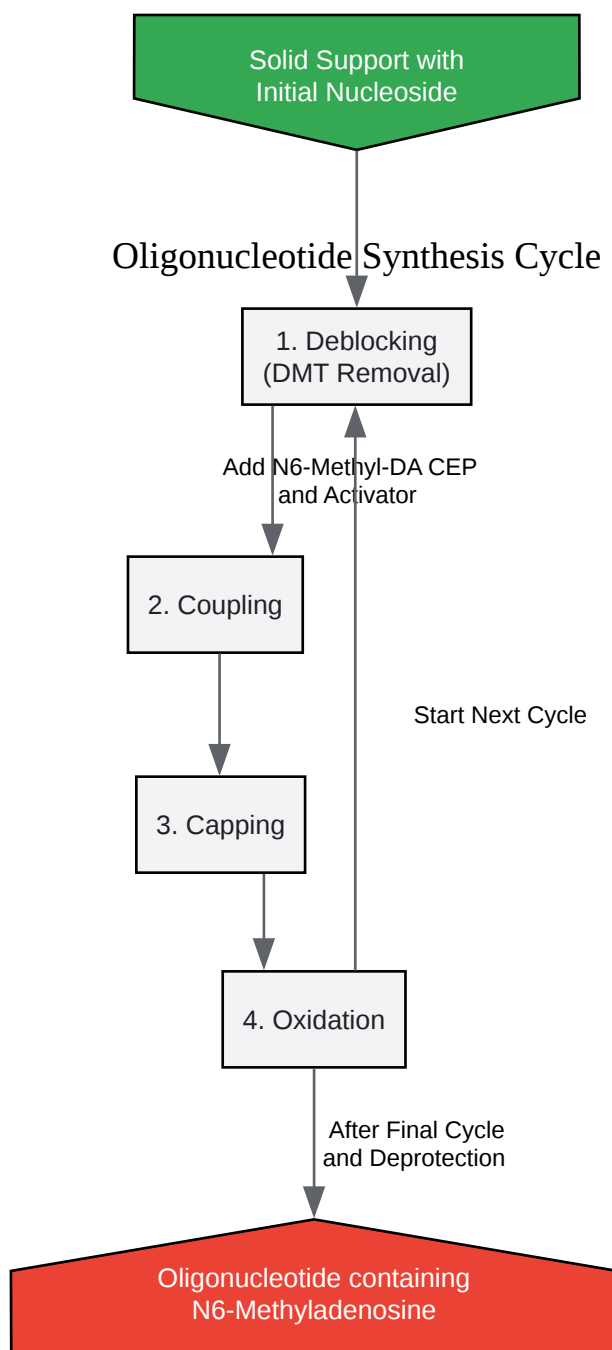 Solid Support with
Initial Nucleoside
Oligonucleotide Synthesis Cycle
1. Deblocking
(DMT Removal)
Add N6-Methyl-DA CEP
and Activator
2. Coupling
Start Next Cycle
3. Capping
4. Oxidation
After Final Cycle
and Deprotection
Oligonucleotide containing
N6-Methyladenosine